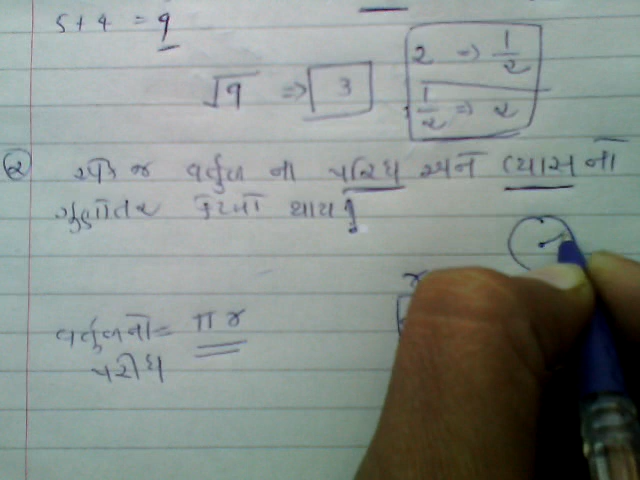 5 + 4 = 9
√9 ⇒ 3
2 ⇒ 1/2
1/2 ⇒ 2
(૨) એક જ વર્તુળ ના પરિધ અને વ્યાસનો
ગુણોતર કેટલો થાય?
r
વર્તુળનો = π r
પરીધ